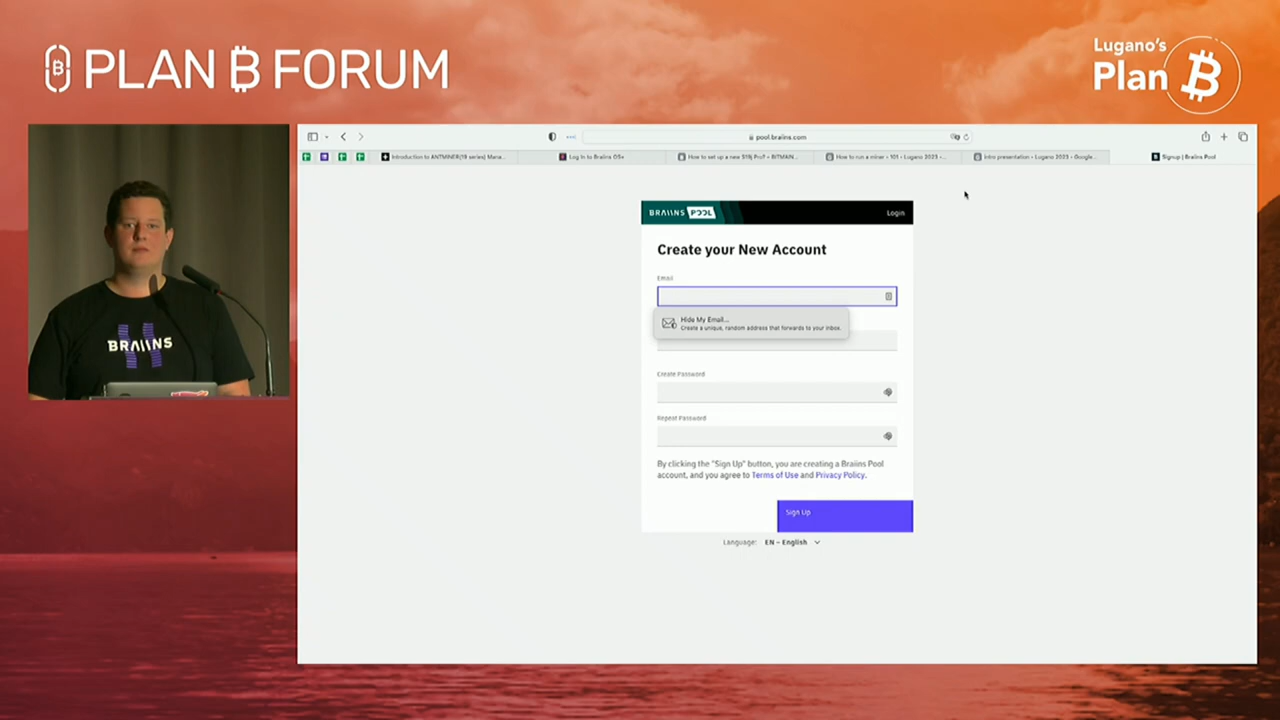 PLAN B FORUM
Lugano's
Plan B
pool.braiins.com
Introduction to ANTMINER(19 series) Mana...
Log In to Braiins OS+
How to set up a new S19j Pro? – BITMAIN...
How to run a miner • 101 • Lugano 2023 •...
Intro presentation • Lugano 2023 • Google...
Signup | Braiins Pool
BRAIINS POOL
Login
Create your New Account
Email
Hide My Email...
Create a unique, random address that forwards to your inbox.
Create Password
Repeat Password
By clicking the "Sign Up" button, you are creating a Braiins Pool
account, and you agree to Terms of Use and Privacy Policy.
Sign Up
Language: EN – English
BRAIINS